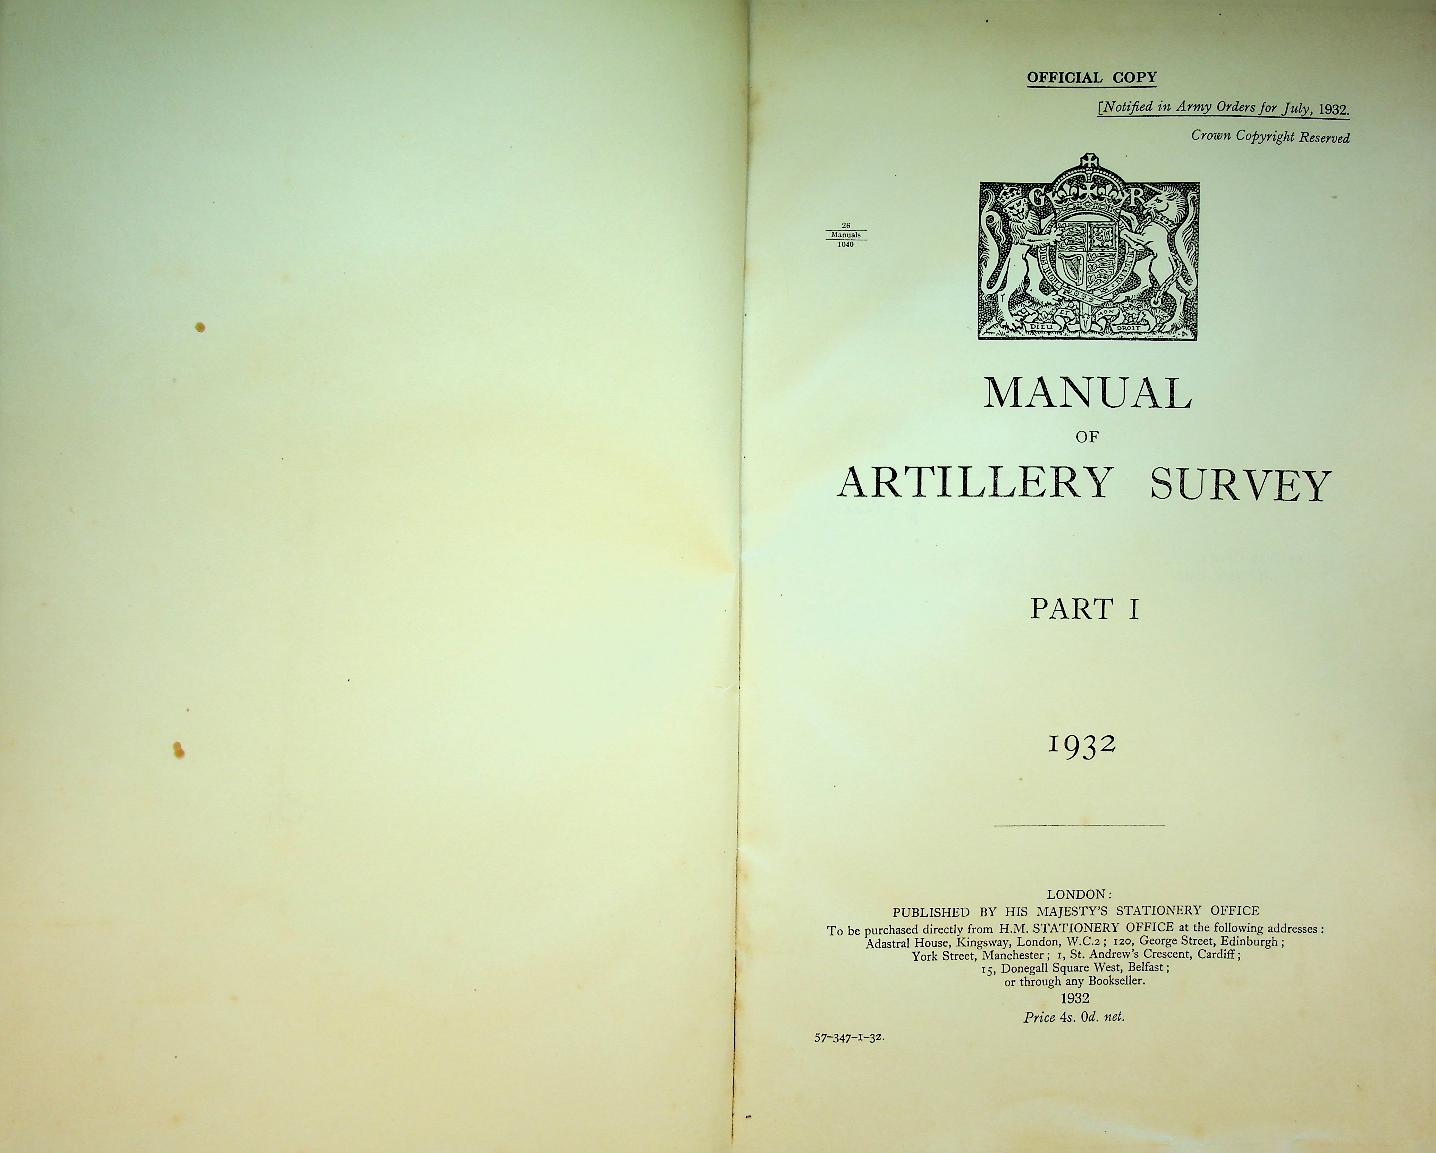 OFFICIAL COPY
[Notified in Army Orders for July, 1932.
Crown Copyright Reserved
26
Manuals
1040
G R
DIEU ET MON DROIT
MANUAL
OF
ARTILLERY SURVEY
PART I
1932
LONDON:
PUBLISHED BY HIS MAJESTY'S STATIONERY OFFICE
To be purchased directly from H.M. STATIONERY OFFICE at the following addresses:
Adastral House, Kingsway, London, W.C.2; 120, George Street, Edinburgh;
York Street, Manchester; 1, St. Andrew's Crescent, Cardiff;
15, Donegall Square West, Belfast;
or through any Bookseller.
1932
Price 4s. 0d. net.
57-347-1-32.